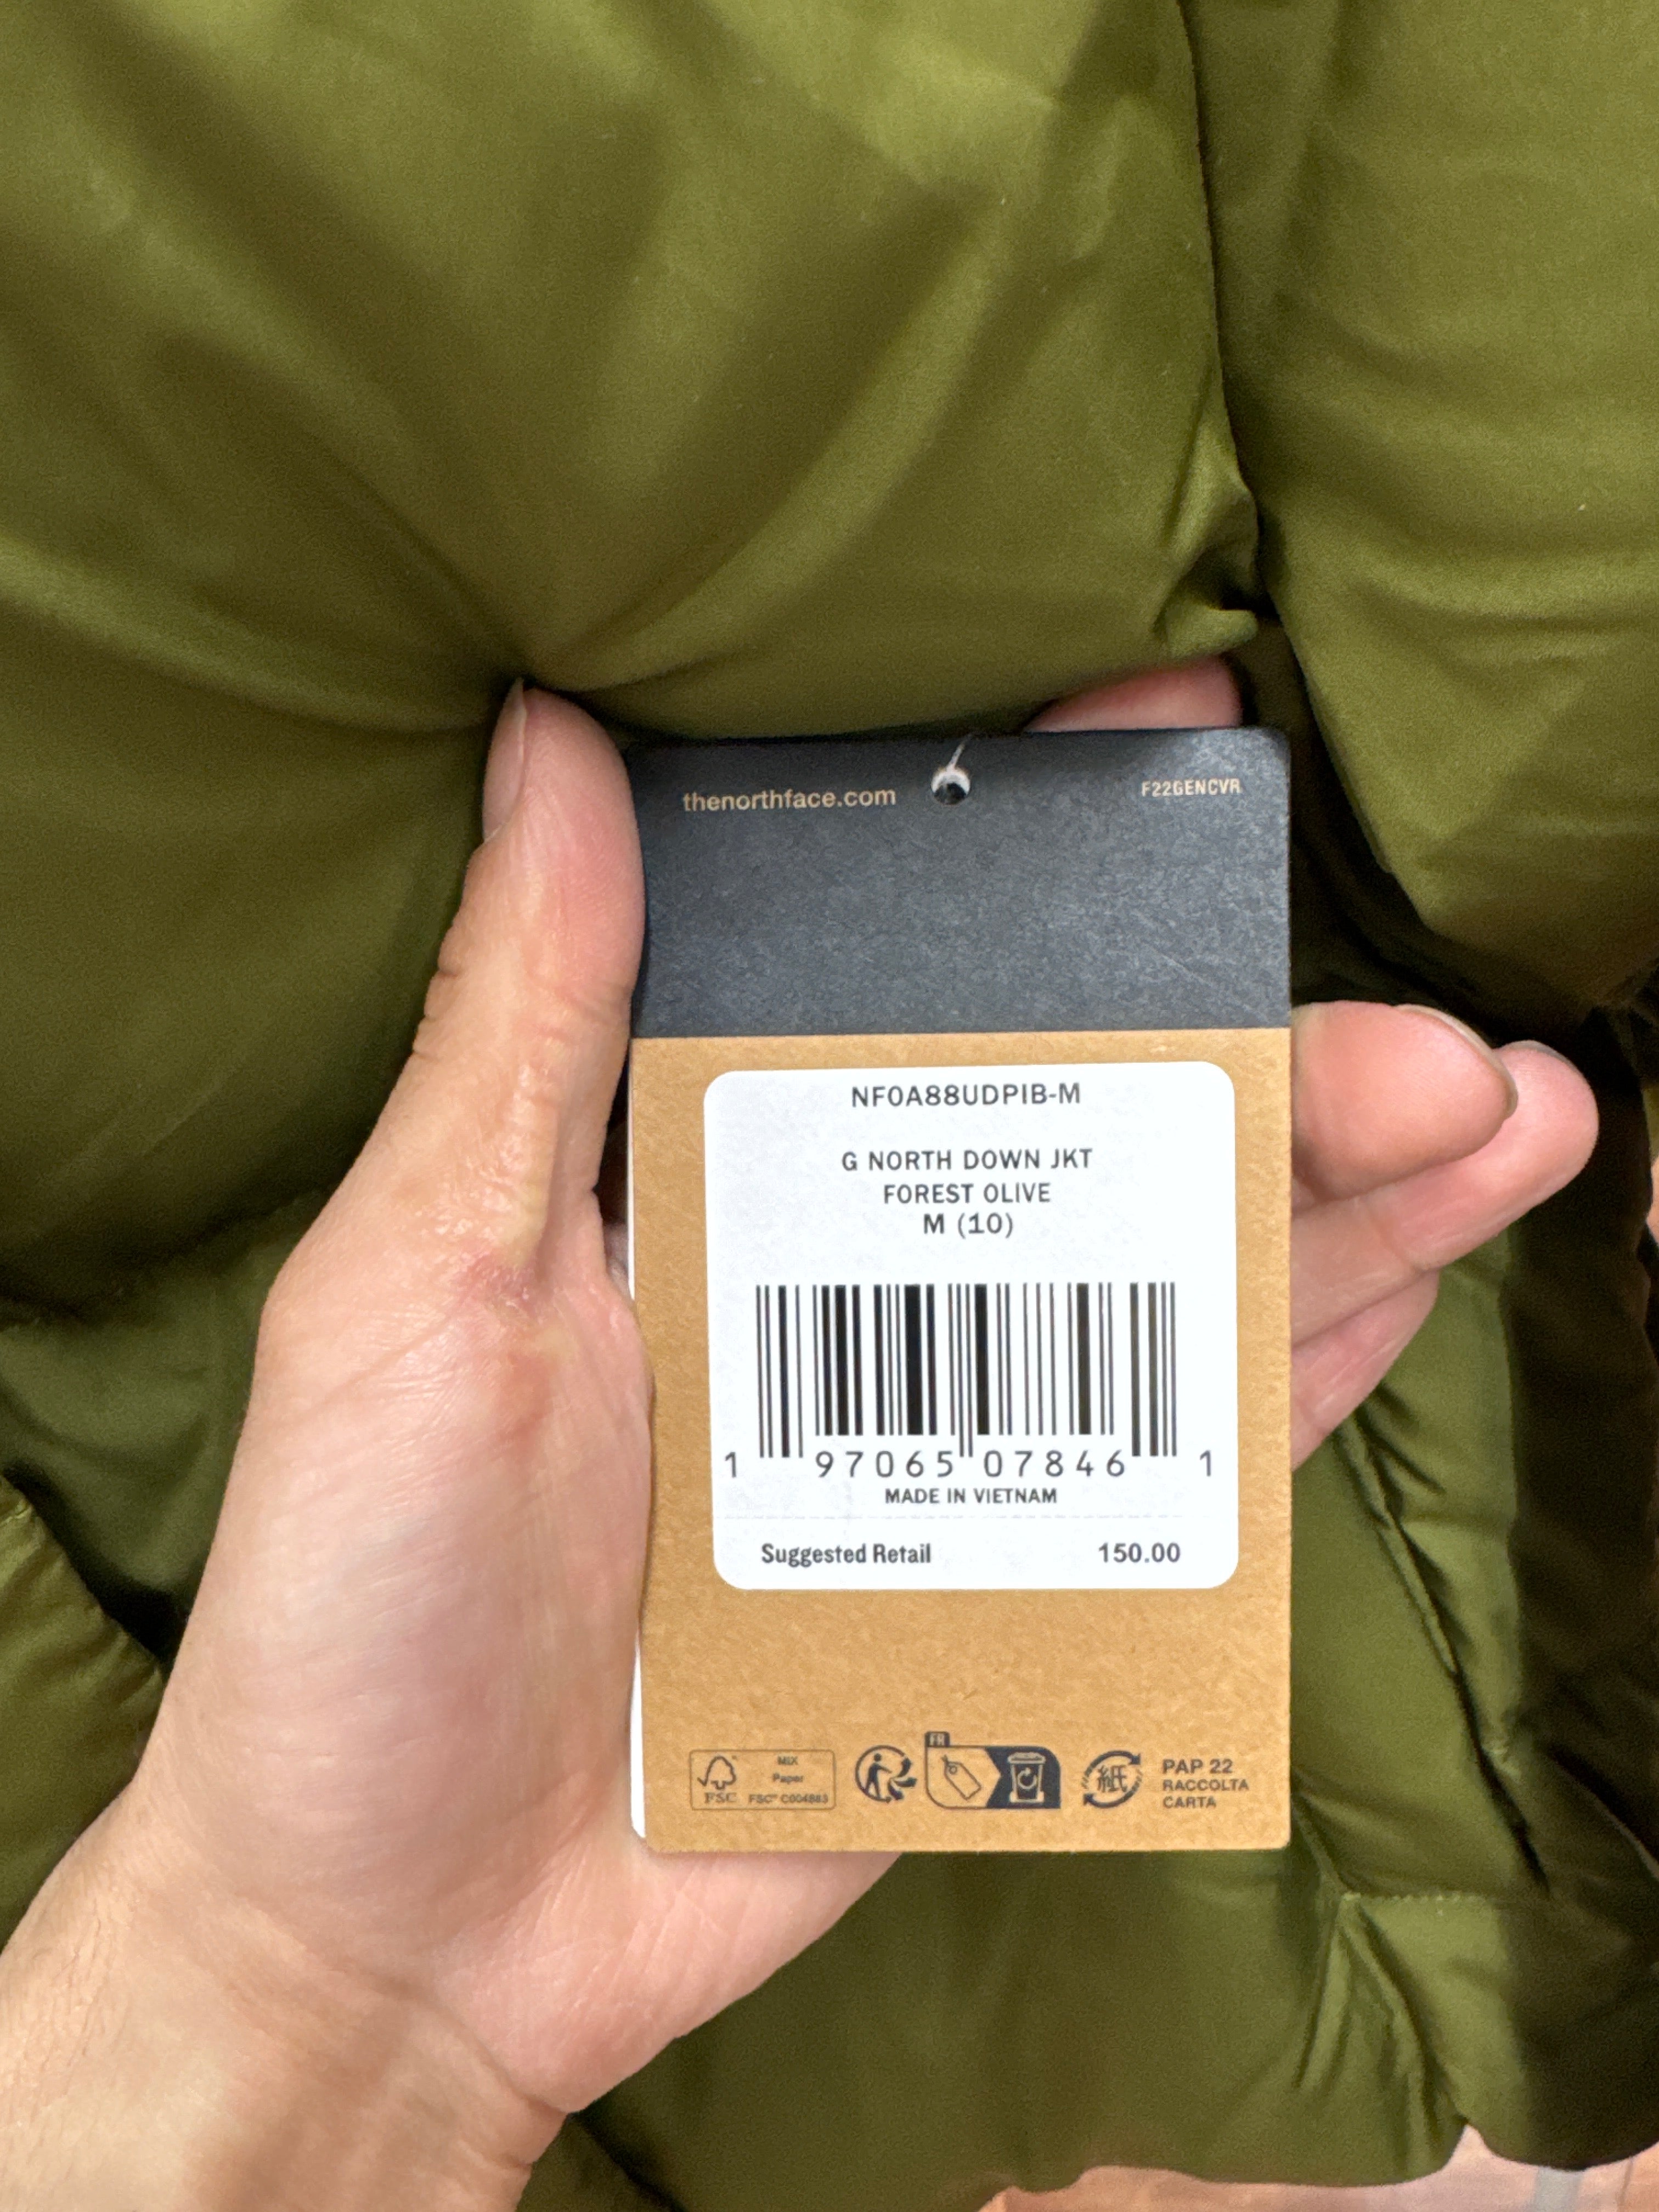 thenorthface.com
F22GENCVR
NF0A88UDPIB-M
G NORTH DOWN JKT
FOREST OLIVE
M (10)
1 97065 07846 1
MADE IN VIETNAM
Suggested Retail 150.00
FSC
MIX
Paper
FSC® C004883
FR
紙
PAP 22
RACCOLTA
CARTA